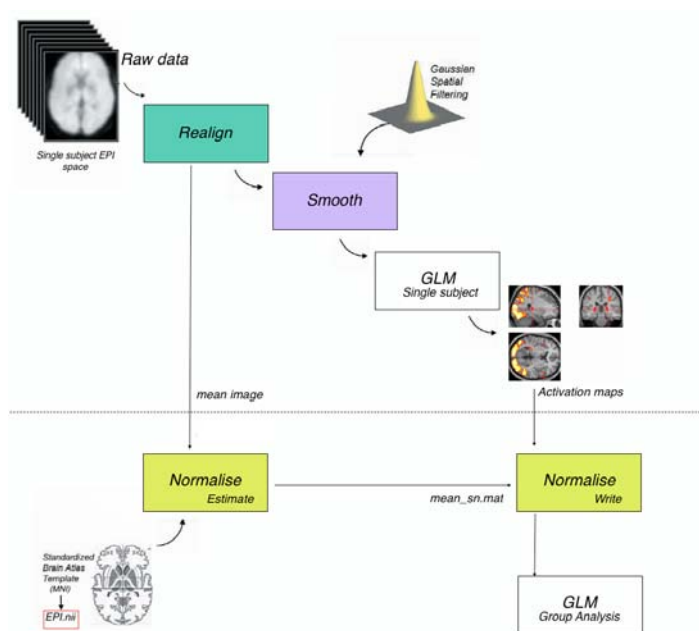 Raw data
Single subject EPI
space
Realign
Gaussian
Spatial
Filtering
Smooth
GLM
Single subject
Activation maps
mean image
Normalise
Estimate
mean_sn.mat
Normalise
Write
Standardized
Brain Atlas
Template
(MNI)
EPI.nii
GLM
Group Analysis